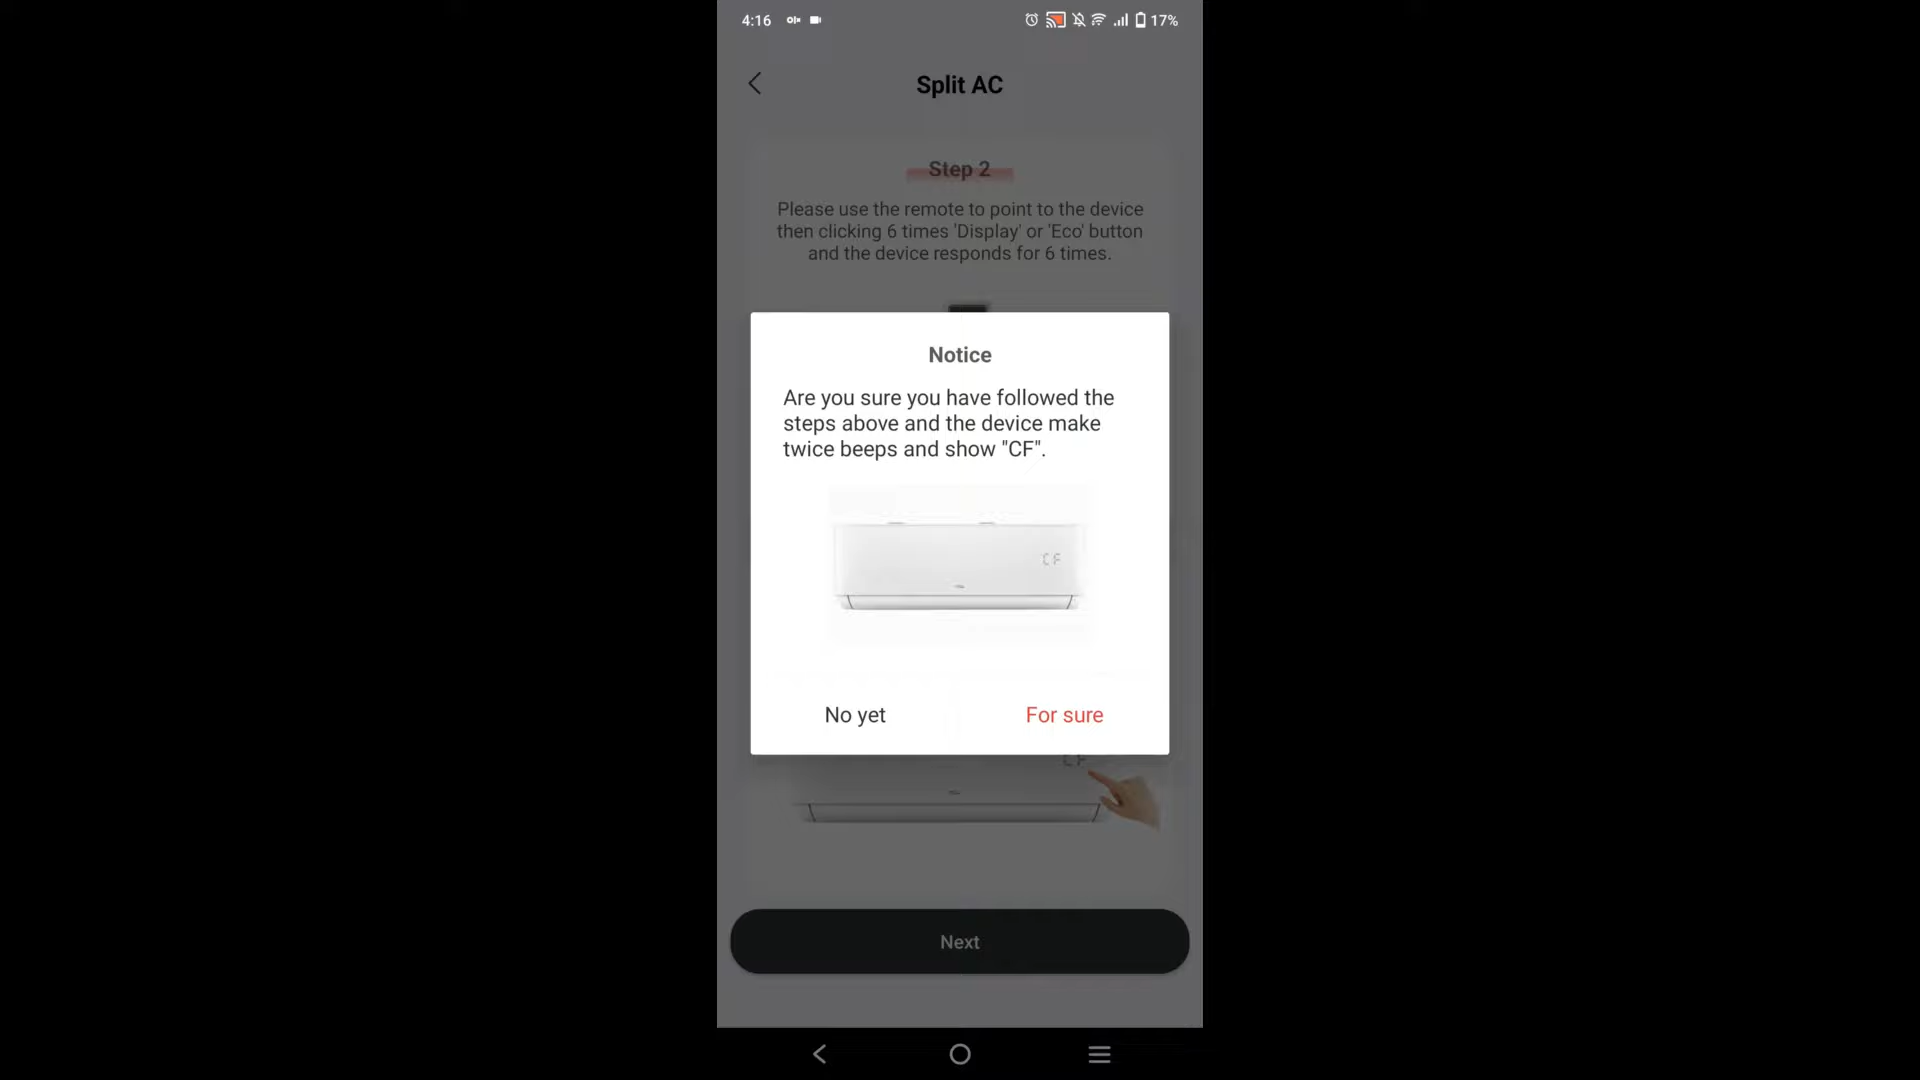 4:16
17%
Split AC
Step 2
Please use the remote to point to the device
then clicking 6 times 'Display' or 'Eco' button
and the device responds for 6 times.
Notice
Are you sure you have followed the
steps above and the device make
twice beeps and show "CF".
CF
No yet
For sure
CF
Next